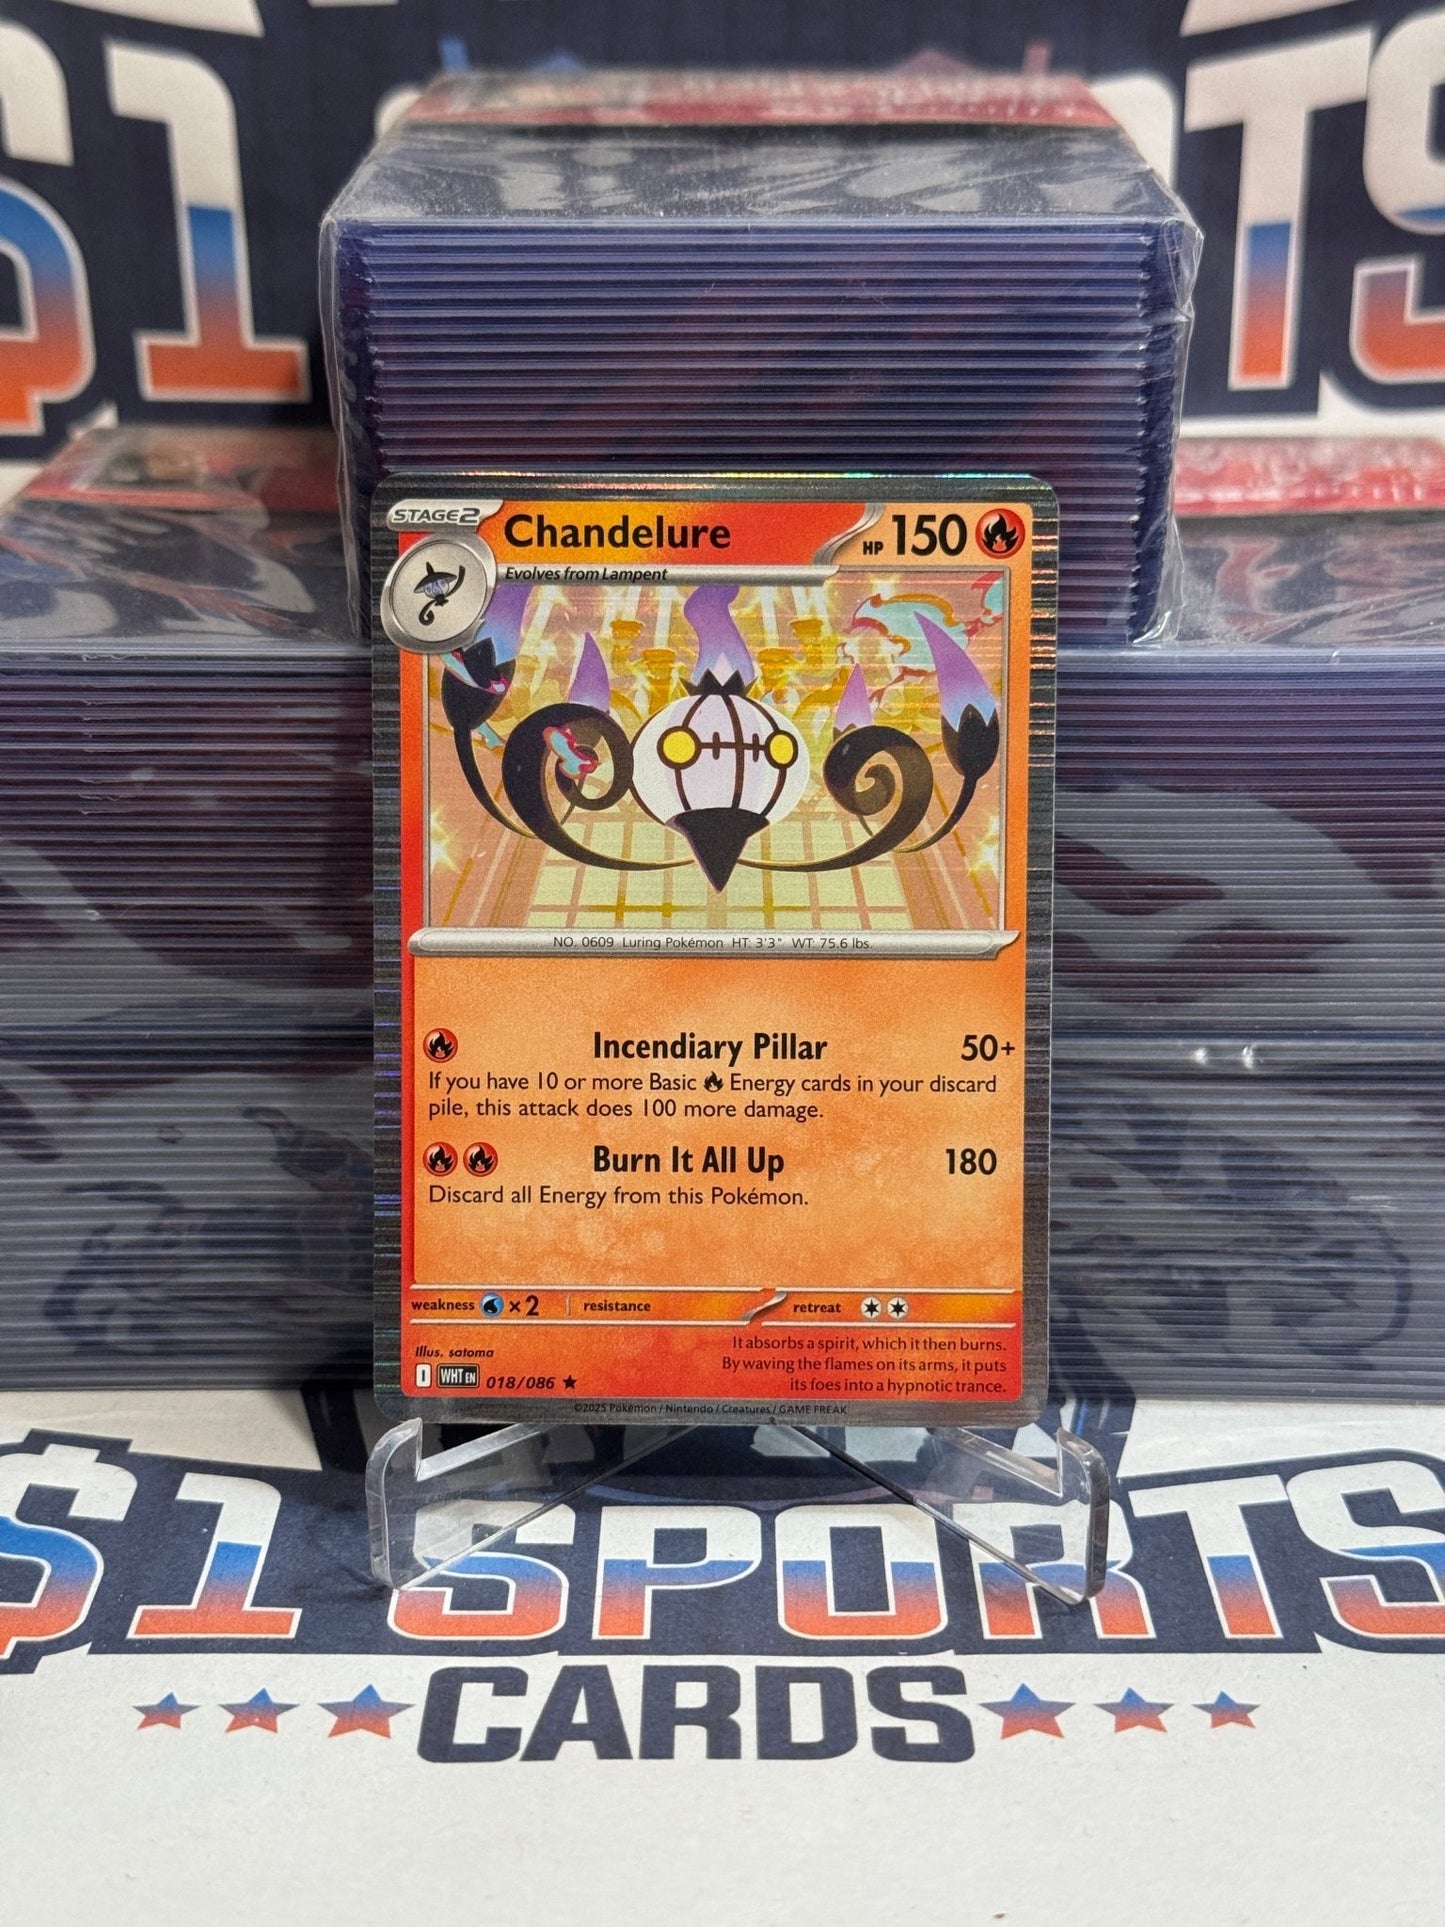 $1
STAGE2
Chandelure
HP 150
Evolves from Lampent
NO. 0609 Luring Pokémon HT: 3'3" WT: 75.6 lbs.
Incendiary Pillar 50+
If you have 10 or more Basic Energy cards in your discard
pile, this attack does 100 more damage.
Burn It All Up 180
Discard all Energy from this Pokémon.
weakness ×2 resistance retreat
Illus. satoma
It absorbs a spirit, which it then burns.
By waving the flames on its arms, it puts
its foes into a hypnotic trance.
I WHT EN 018/086 ★
©2025 Pokémon / Nintendo / Creatures / GAME FREAK
$1 SPORTS
CARDS